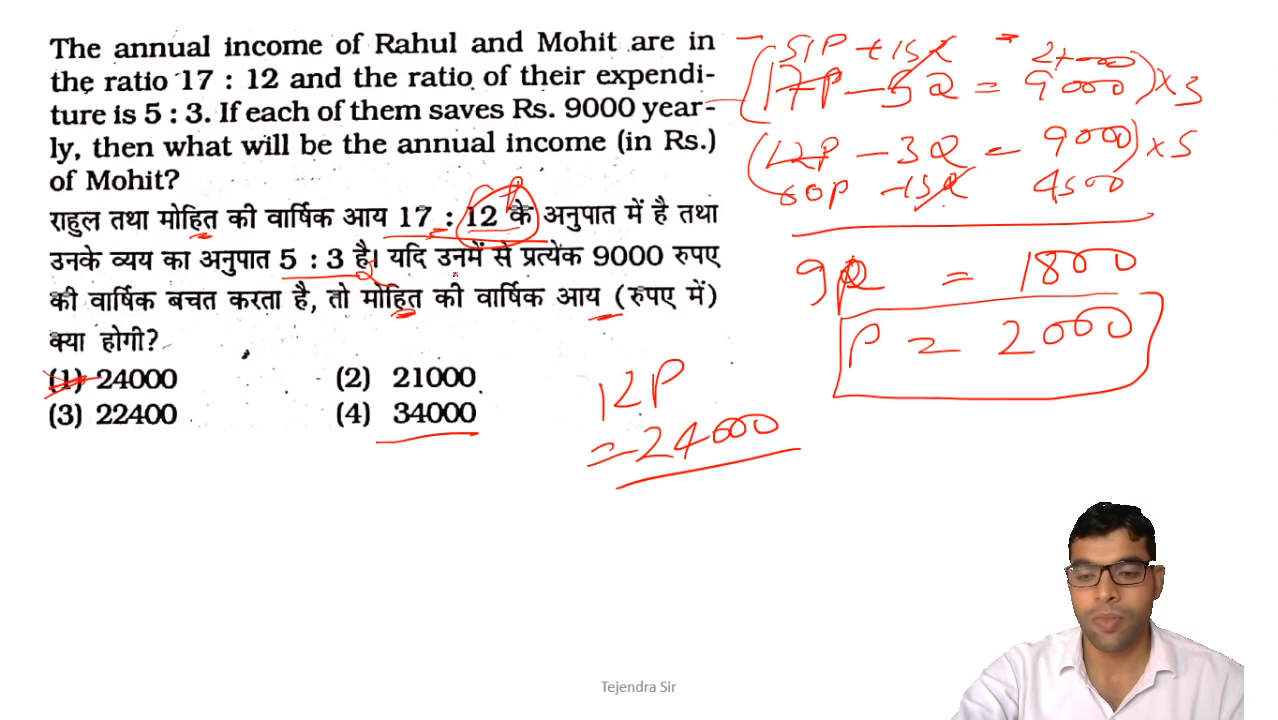 The annual income of Rahul and Mohit are in
the ratio 17 : 12 and the ratio of their expendi-
ture is 5 : 3. If each of them saves Rs. 9000 year-
ly, then what will be the annual income (in Rs.)
of Mohit?
राहुल तथा मोहित की वार्षिक आय 17 : 12 के अनुपात में है तथा
उनके व्यय का अनुपात 5 : 3 है। यदि उनमें से प्रत्येक 9000 रुपए
की वार्षिक बचत करता है, तो मोहित की वार्षिक आय (रुपए में)
क्या होगी?
(1) 24000 (2) 21000
(3) 22400 (4) 34000
51P + 15Q =
(17P - 5Q = 9000) × 3
(12P - 3Q = 9000) × 5
60P - 15Q 4500
9P = 1800
P = 2000
12P
= 24000
Tejendra Sir